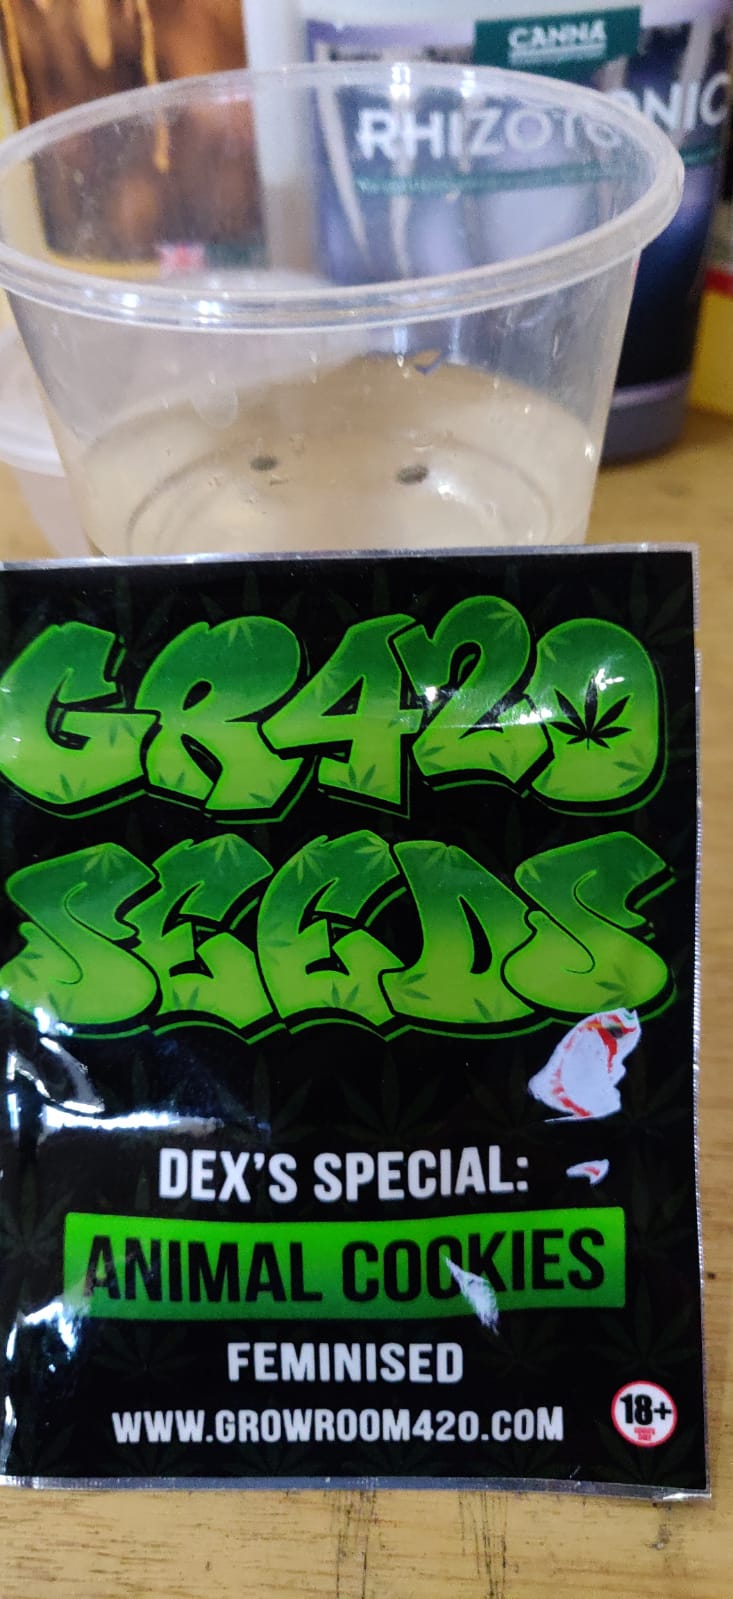 CANNA
RHIZOTONIC
GR420
SEEDS
DEX'S SPECIAL:
ANIMAL COOKIES
FEMINISED
WWW.GROWROOM420.COM
18+